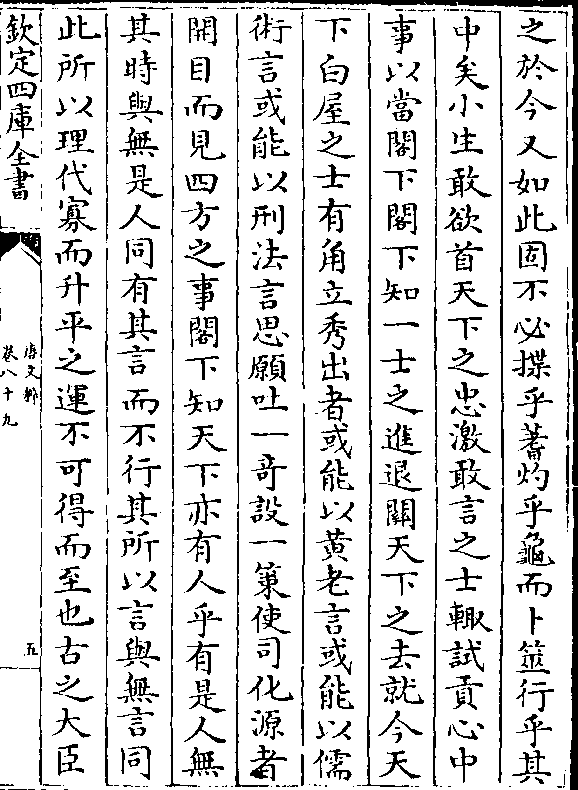 之於今又如此固不必揲乎蓍灼乎龜而卜筮行乎其
中矣小生敢欲首天下之忠激敢言之士輙試貢心中
事以當閣下閣下知一士之進退關天下之去就今天
下白屋之士有角立秀出者或能以黄老言或能以儒
術言或能以刑法言思願吐一竒設一策使司化源者
開目而見四方之事閣下知天下亦有人乎有是人無
其時與無是人同有其言而不行其所以言與無言同
此所以理代寡而升平之運不可得而至也古之大臣
欽定四庫全書
唐文粹
卷八十九
五